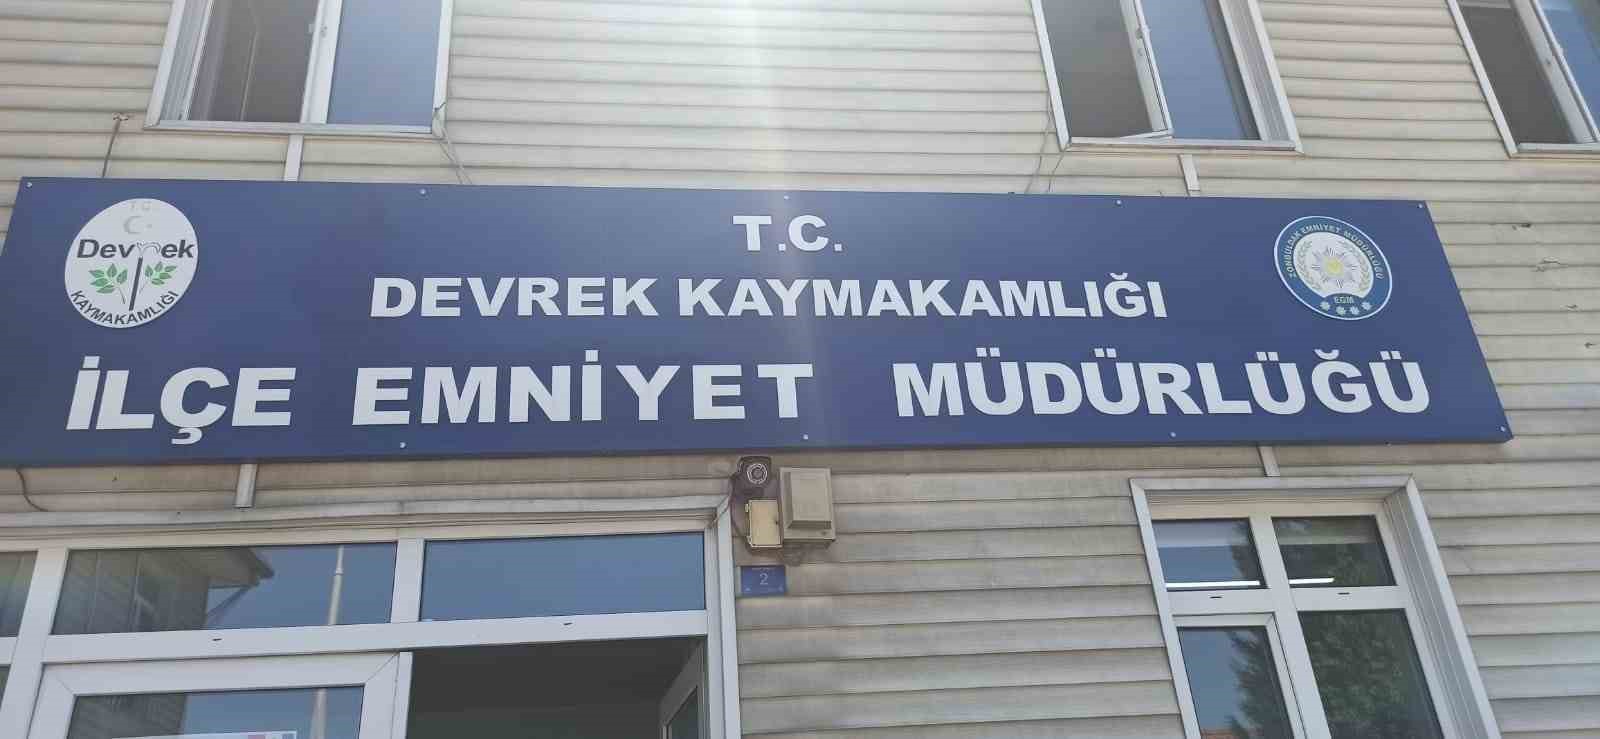 T.C.
Devrek
KAYMAKAMLIĞI
T.C.
DEVREK KAYMAKAMLIĞI
İLÇE EMNİYET MÜDÜRLÜĞÜ
ZONGULDAK EMNİYET MÜDÜRLÜĞÜ
EGM
2